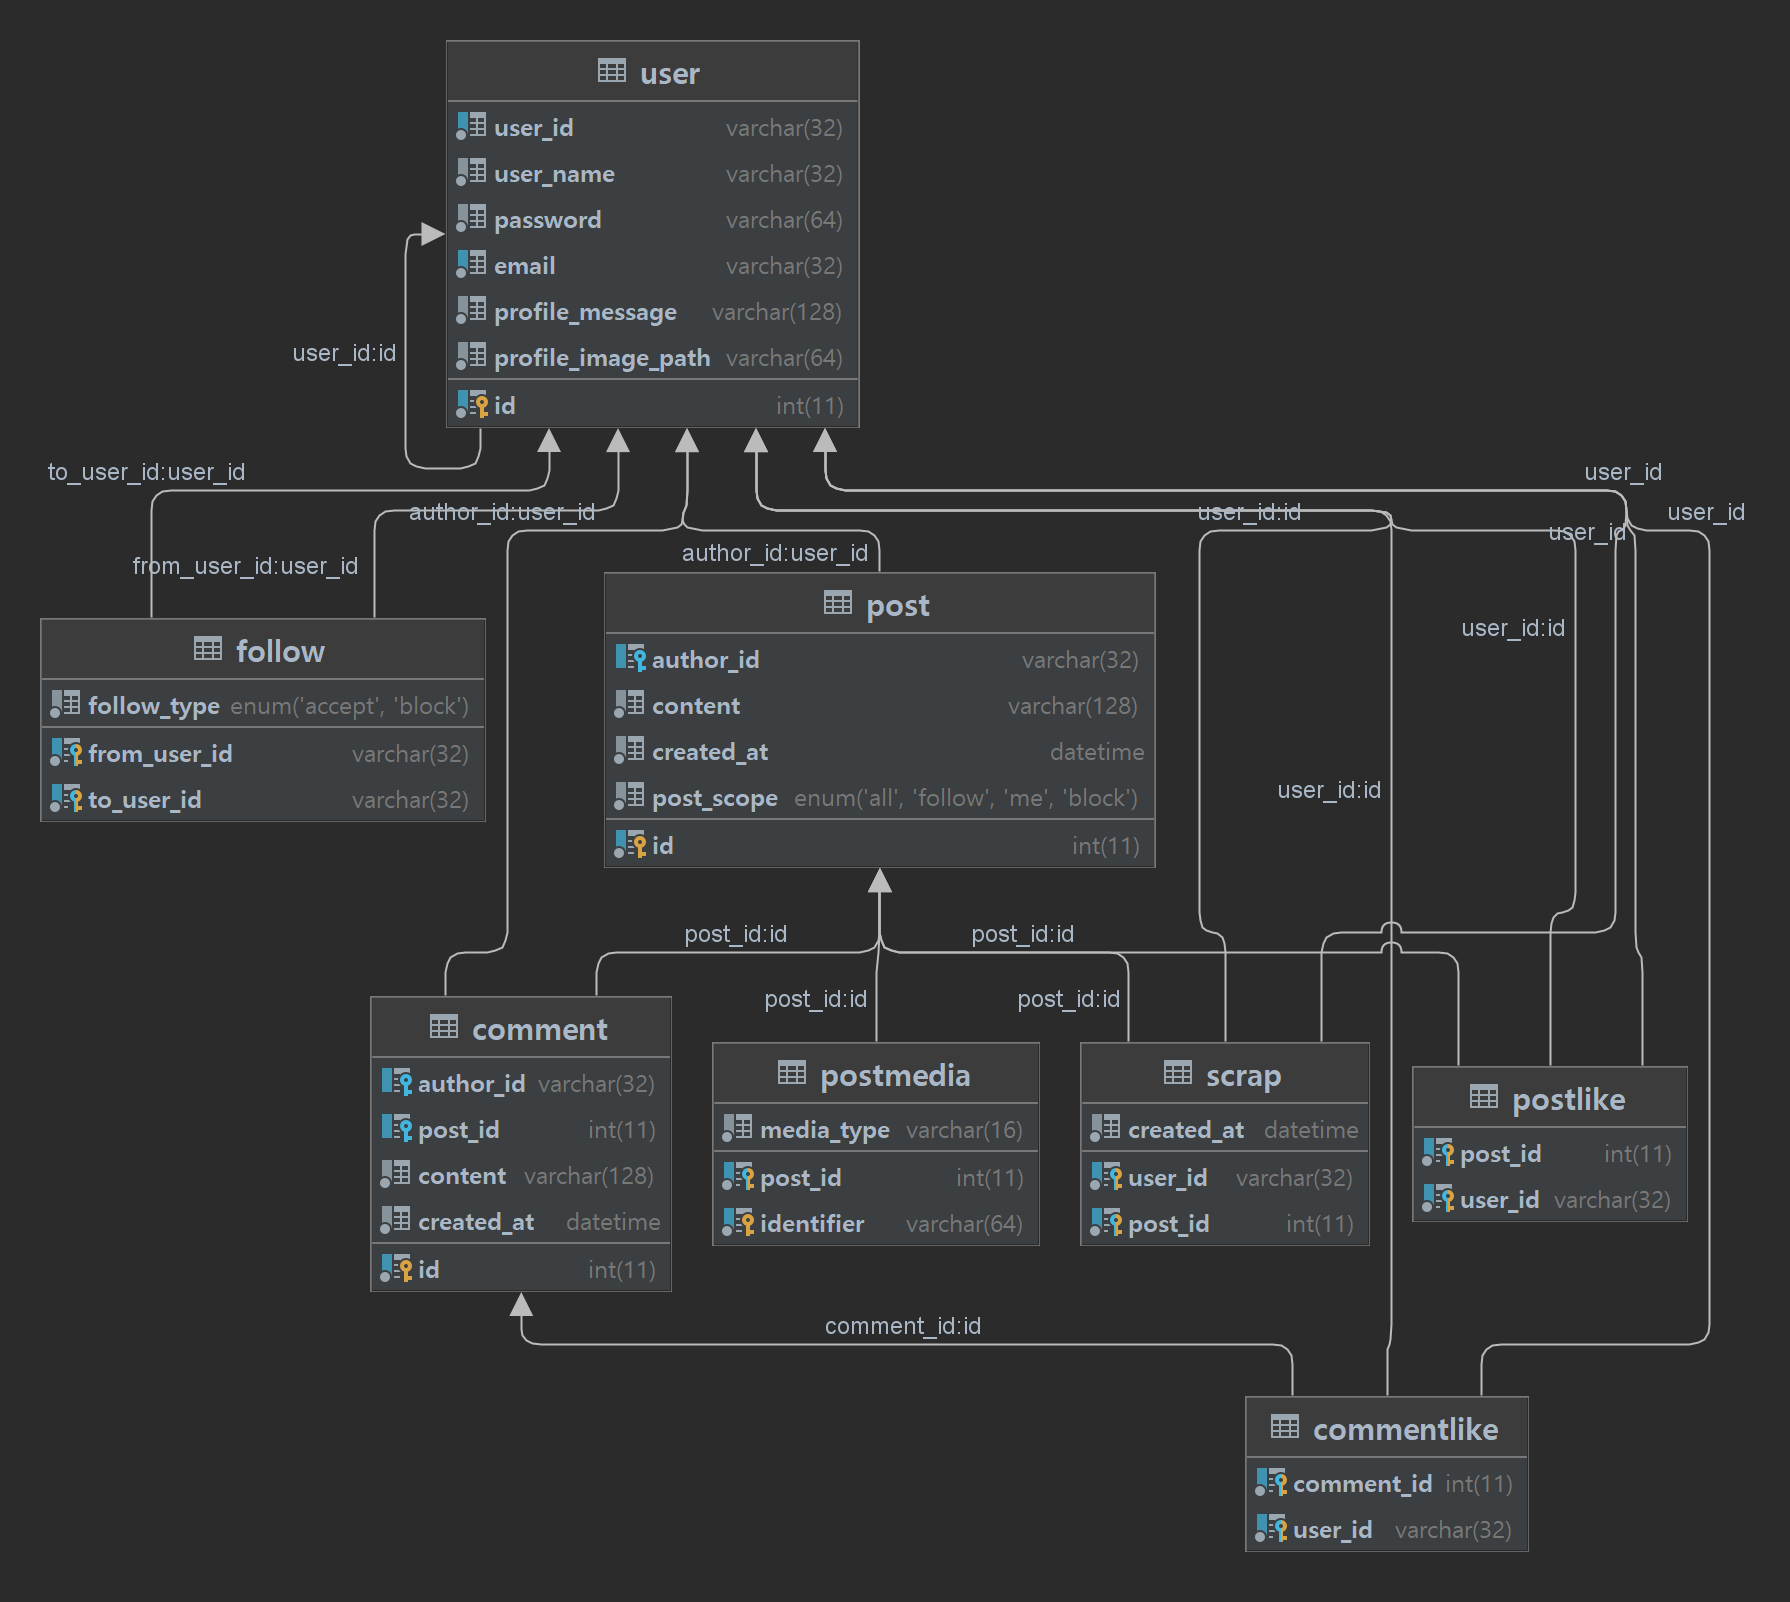 user
user_id varchar(32)
user_name varchar(32)
password varchar(64)
email varchar(32)
profile_message varchar(128)
profile_image_path varchar(64)
id int(11)
user_id:id
to_user_id:user_id
author_id:user_id
from_user_id:user_id
author_id:user_id
user_id:id
user_id
user_id
user_id
user_id:id
user_id:id
follow
follow_type enum('accept', 'block')
from_user_id varchar(32)
to_user_id varchar(32)
post
author_id varchar(32)
content varchar(128)
created_at datetime
post_scope enum('all', 'follow', 'me', 'block')
id int(11)
post_id:id
post_id:id
post_id:id
post_id:id
comment
author_id varchar(32)
post_id int(11)
content varchar(128)
created_at datetime
id int(11)
postmedia
media_type varchar(16)
post_id int(11)
identifier varchar(64)
scrap
created_at datetime
user_id varchar(32)
post_id int(11)
postlike
post_id int(11)
user_id varchar(32)
comment_id:id
commentlike
comment_id int(11)
user_id varchar(32)